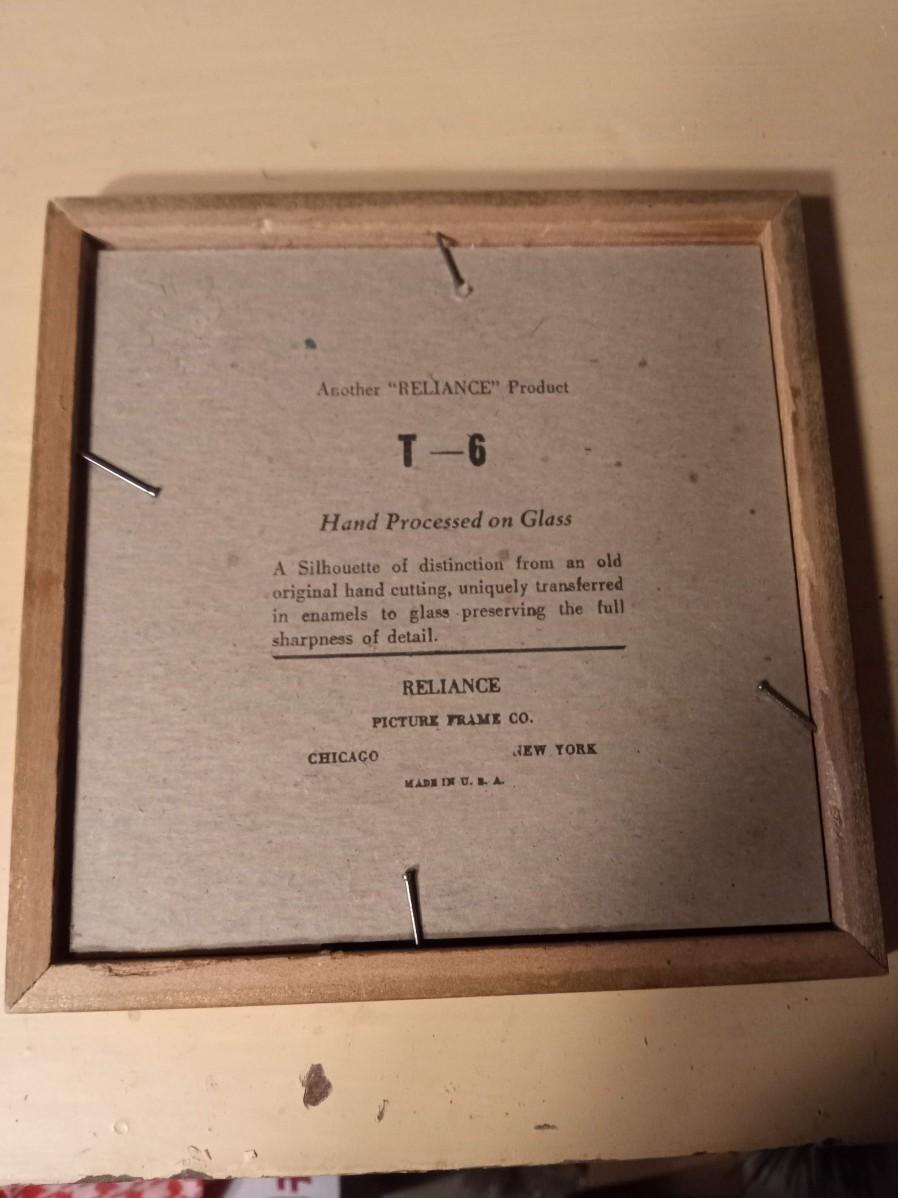 Another “RELIANCE” Product
T — 6
Hand Processed on Glass
A Silhouette of distinction from an old
original hand cutting, uniquely transferred
in enamels to glass preserving the full
sharpness of detail.
RELIANCE
PICTURE FRAME CO.
CHICAGO NEW YORK
MADE IN U. S. A.